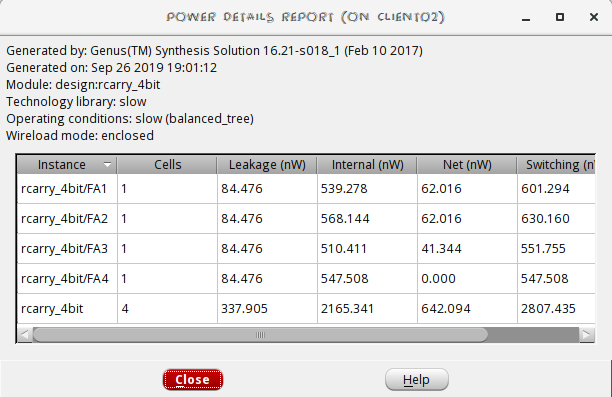 POWER DETAILS REPORT (ON CLIENT02)
Generated by: Genus(TM) Synthesis Solution 16.21-s018_1 (Feb 10 2017)
Generated on: Sep 26 2019 19:01:12
Module: design:rcarry_4bit
Technology library: slow
Operating conditions: slow (balanced_tree)
Wireload mode: enclosed
Instance Cells Leakage (nW) Internal (nW) Net (nW) Switching (n
rcarry_4bit/FA1 1 84.476 539.278 62.016 601.294
rcarry_4bit/FA2 1 84.476 568.144 62.016 630.160
rcarry_4bit/FA3 1 84.476 510.411 41.344 551.755
rcarry_4bit/FA4 1 84.476 547.508 0.000 547.508
rcarry_4bit 4 337.905 2165.341 642.094 2807.435
Close Help